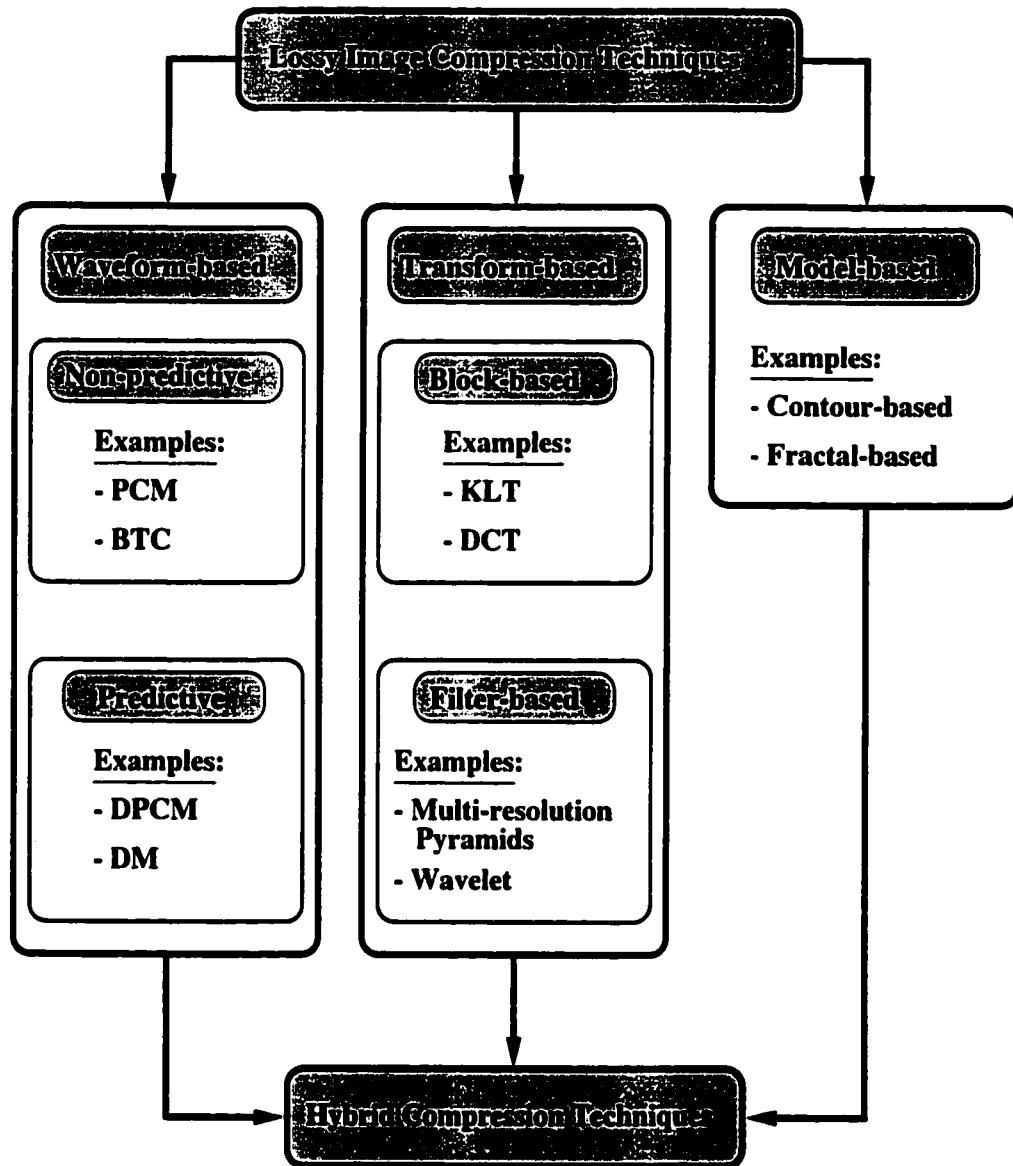 Lossy Image Compression Techniques
Waveform-based
Non-predictive
Examples:
- PCM
- BTC
Predictive
Examples:
- DPCM
- DM
Transform-based
Block-based
Examples:
- KLT
- DCT
Filter-based
Examples:
- Multi-resolution
Pyramids
- Wavelet
Model-based
Examples:
- Contour-based
- Fractal-based
Hybrid Compression Techniques